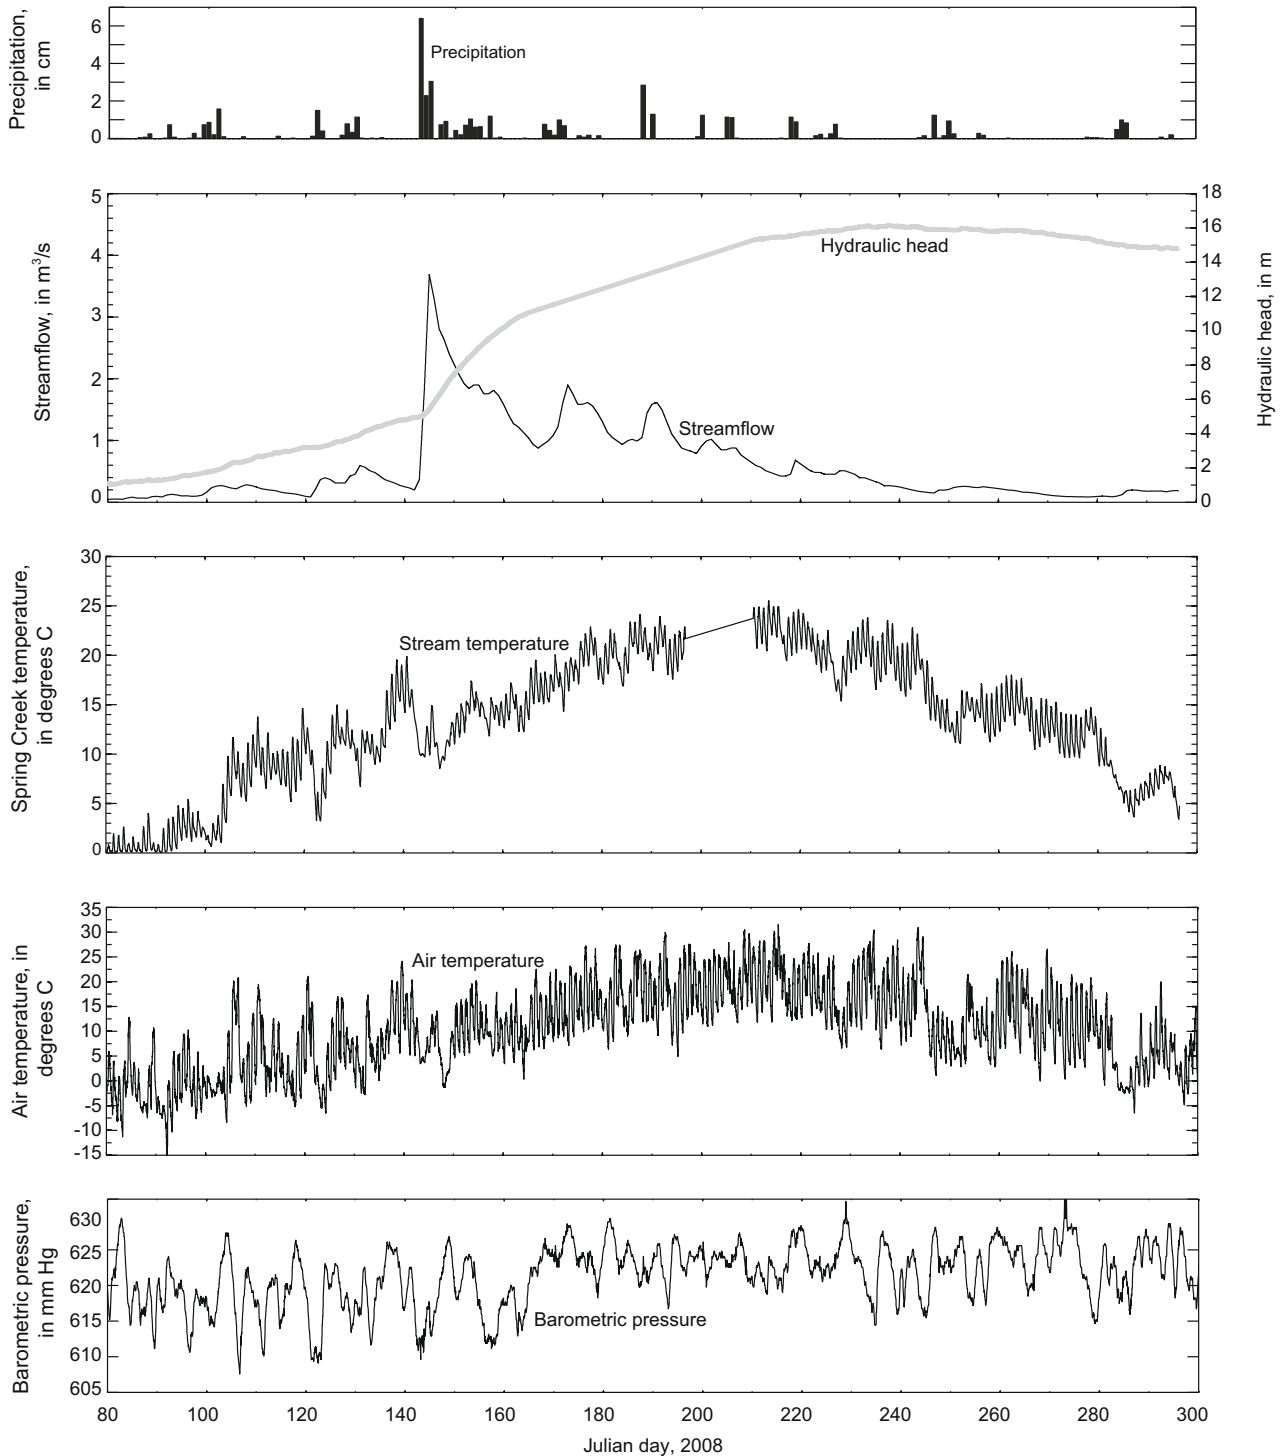 Precipitation,
in cm
6
4
2
0
Precipitation
Streamflow, in m³/s
5
4
3
2
1
0
Hydraulic head
Streamflow
18
16
14
12
10
8
6
4
2
0
Hydraulic head, in m
Spring Creek temperature,
in degrees C
30
25
20
15
10
5
0
Stream temperature
Air temperature, in
degrees C
35
30
25
20
15
10
5
0
-5
-10
-15
Air temperature
Barometric pressure,
in mm Hg
630
625
620
615
610
605
Barometric pressure
80 100 120 140 160 180 200 220 240 260 280 300
Julian day, 2008